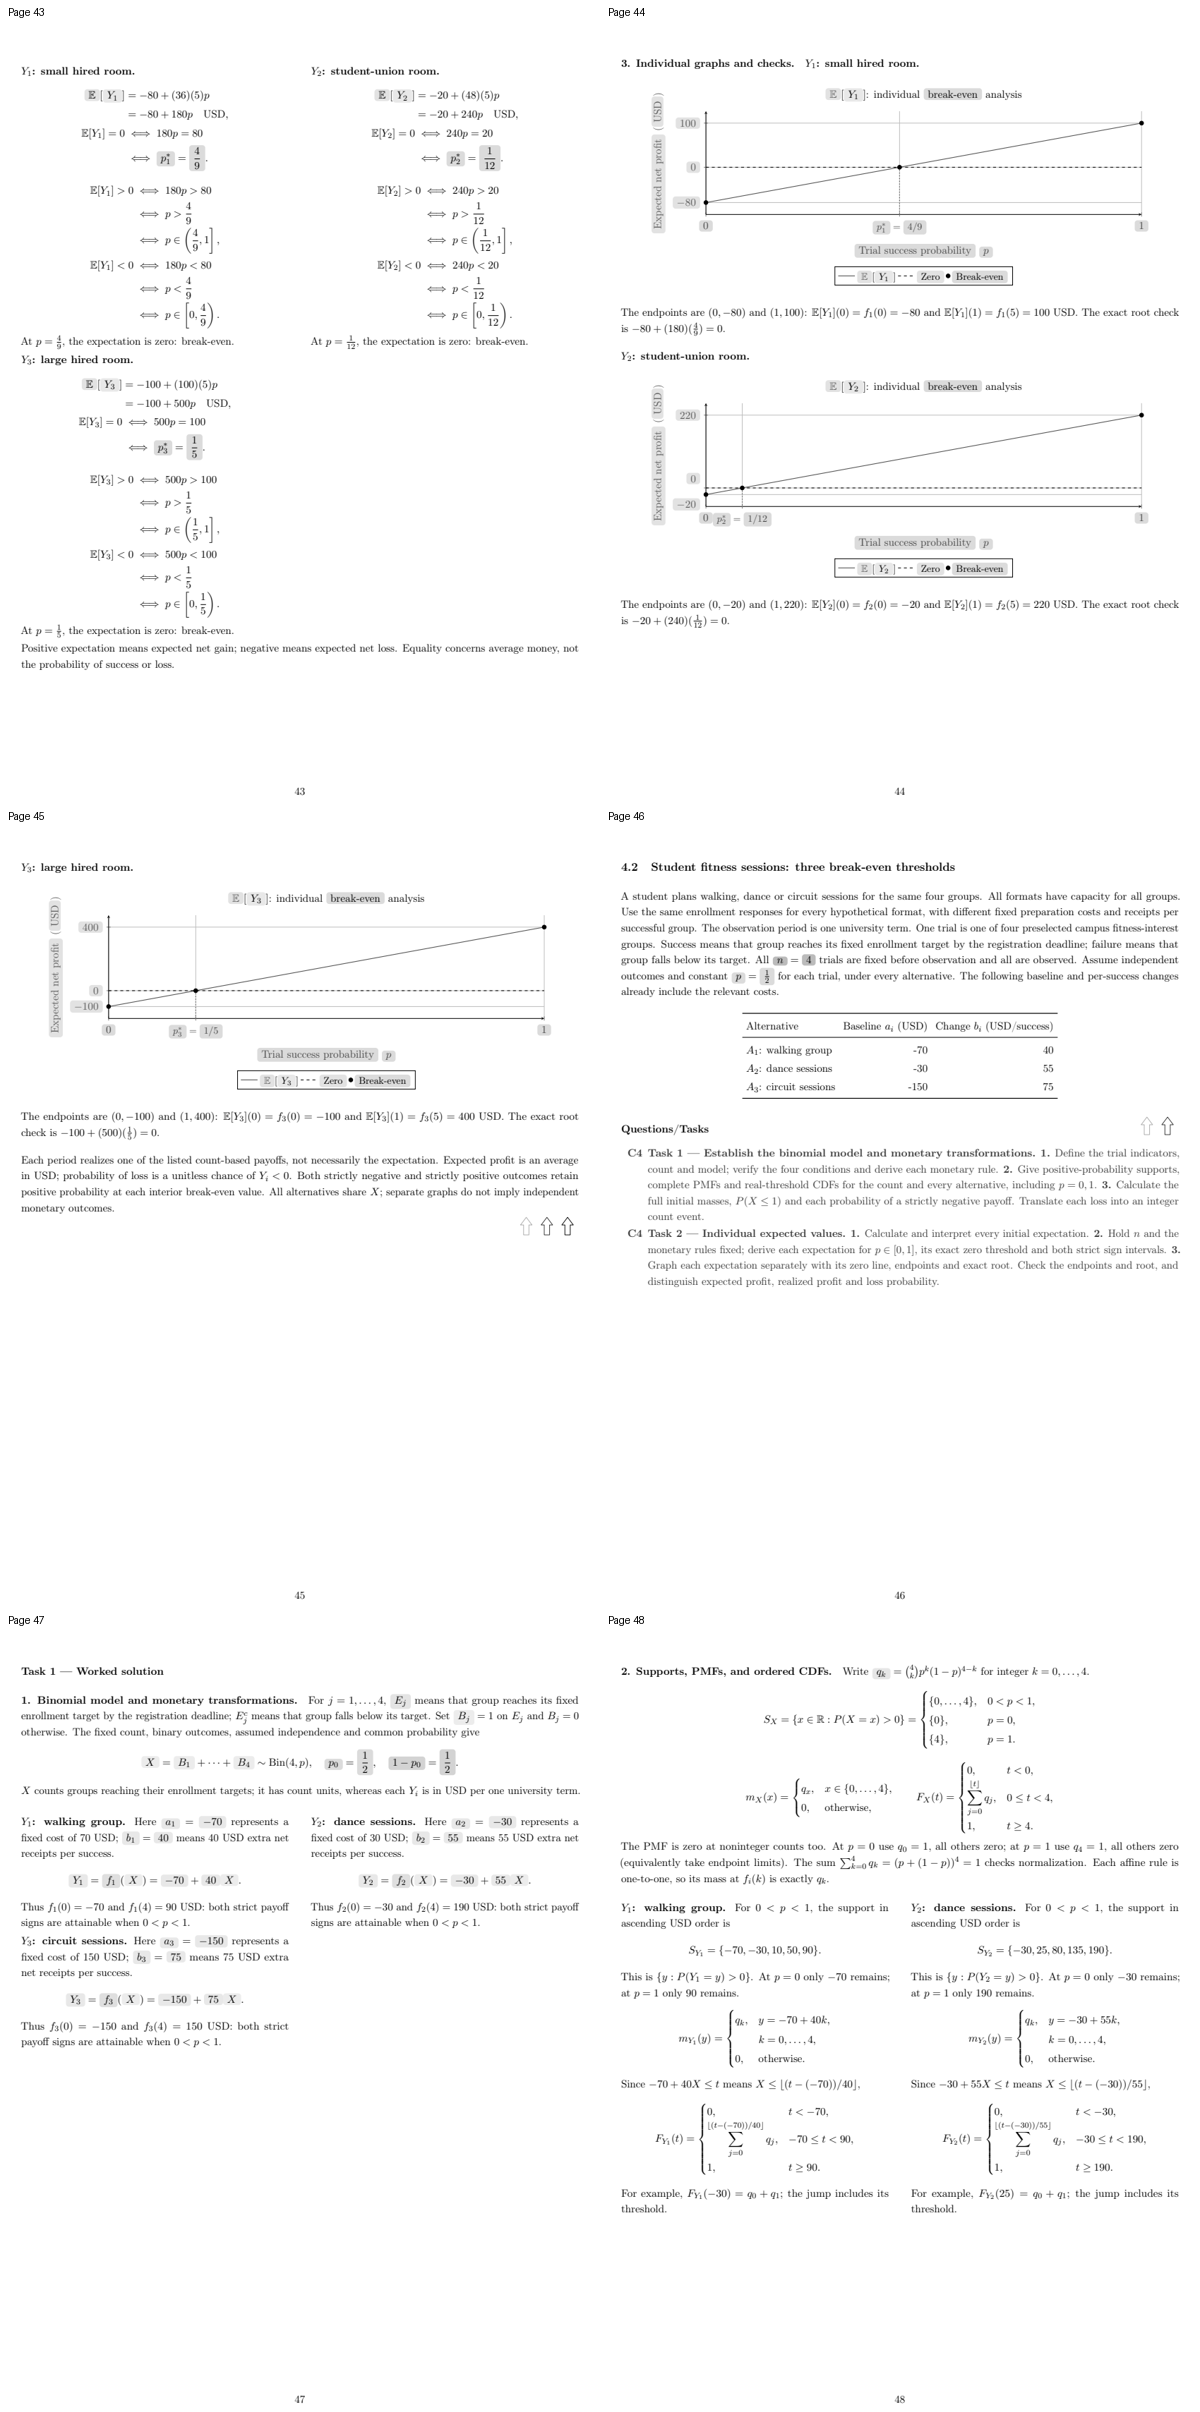 Page 43
Y₁: small hired room.
𝔼[Y₁] = −80 + (36)(5)p
= −80 + 180p USD,
𝔼[Y₁] = 0 ⟺ 180p = 80
⟺ p₁* = 4/9.
𝔼[Y₁] > 0 ⟺ 180p > 80
⟺ p > 4/9
⟺ p ∈ (4/9, 1],
𝔼[Y₁] < 0 ⟺ 180p < 80
⟺ p < 4/9
⟺ p ∈ [0, 4/9).
At p = 4/9, the expectation is zero: break-even.
Y₂: student-union room.
𝔼[Y₂] = −20 + (48)(5)p
= −20 + 240p USD,
𝔼[Y₂] = 0 ⟺ 240p = 20
⟺ p₂* = 1/12.
𝔼[Y₂] > 0 ⟺ 240p > 20
⟺ p > 1/12
⟺ p ∈ (1/12, 1],
𝔼[Y₂] < 0 ⟺ 240p < 20
⟺ p < 1/12
⟺ p ∈ [0, 1/12).
At p = 1/12, the expectation is zero: break-even.
Y₃: large hired room.
𝔼[Y₃] = −100 + (100)(5)p
= −100 + 500p USD,
𝔼[Y₃] = 0 ⟺ 500p = 100
⟺ p₃* = 1/5.
𝔼[Y₃] > 0 ⟺ 500p > 100
⟺ p > 1/5
⟺ p ∈ (1/5, 1],
𝔼[Y₃] < 0 ⟺ 500p < 100
⟺ p < 1/5
⟺ p ∈ [0, 1/5).
At p = 1/5, the expectation is zero: break-even.
Positive expectation means expected net gain; negative means expected net loss. Equality concerns average money, not
the probability of success or loss.
43
Page 44
3. Individual graphs and checks. Y₁: small hired room.
𝔼[Y₁]: individual break-even analysis
Expected net profit (USD)
100
0
−80
0
p₁* = 4/9
1
Trial success probability p
𝔼[Y₁] Zero Break-even
The endpoints are (0, −80) and (1, 100): 𝔼[Y₁](0) = f₁(0) = −80 and 𝔼[Y₁](1) = f₁(5) = 100 USD. The exact root check
is −80 + (180)(4/9) = 0.
Y₂: student-union room.
𝔼[Y₂]: individual break-even analysis
Expected net profit (USD)
220
0
−20
0
p₂* = 1/12
1
Trial success probability p
𝔼[Y₂] Zero Break-even
The endpoints are (0, −20) and (1, 220): 𝔼[Y₂](0) = f₂(0) = −20 and 𝔼[Y₂](1) = f₂(5) = 220 USD. The exact root check
is −20 + (240)(1/12) = 0.
44
Page 45
Y₃: large hired room.
𝔼[Y₃]: individual break-even analysis
Expected net profit (USD)
400
0
−100
0
p₃* = 1/5
1
Trial success probability p
𝔼[Y₃] Zero Break-even
The endpoints are (0, −100) and (1, 400): 𝔼[Y₃](0) = f₃(0) = −100 and 𝔼[Y₃](1) = f₃(5) = 400 USD. The exact root
check is −100 + (500)(1/5) = 0.
Each period realizes one of the listed count-based payoffs, not necessarily the expectation. Expected profit is an average
in USD; probability of loss is a unitless chance of Yᵢ < 0. Both strictly negative and strictly positive outcomes retain
positive probability at each interior break-even value. All alternatives share X; separate graphs do not imply independent
monetary outcomes.
45
Page 46
4.2 Student fitness sessions: three break-even thresholds
A student plans walking, dance or circuit sessions for the same four groups. All formats have capacity for all groups.
Use the same enrollment responses for every hypothetical format, with different fixed preparation costs and receipts per
successful group. The observation period is one university term. One trial is one of four preselected campus fitness-interest
groups. Success means that group reaches its fixed enrollment target by the registration deadline; failure means that
group falls below its target. All n = 4 trials are fixed before observation and all are observed. Assume independent
outcomes and constant p = 1/2 for each trial, under every alternative. The following baseline and per-success changes
already include the relevant costs.
Alternative Baseline aᵢ (USD) Change bᵢ (USD/success)
A₁: walking group -70 40
A₂: dance sessions -30 55
A₃: circuit sessions -150 75
Questions/Tasks
C4 Task 1 — Establish the binomial model and monetary transformations. 1. Define the trial indicators,
count and model; verify the four conditions and derive each monetary rule. 2. Give positive-probability supports,
complete PMFs and real-threshold CDFs for the count and every alternative, including p = 0, 1. 3. Calculate the
full initial masses, P(X ≤ 1) and each probability of a strictly negative payoff. Translate each loss into an integer
count event.
C4 Task 2 — Individual expected values. 1. Calculate and interpret every initial expectation. 2. Hold n and the
monetary rules fixed; derive each expectation for p ∈ [0, 1], its exact zero threshold and both strict sign intervals. 3.
Graph each expectation separately with its zero line, endpoints and exact root. Check the endpoints and root, and
distinguish expected profit, realized profit and loss probability.
46
Page 47
Task 1 — Worked solution
1. Binomial model and monetary transformations. For j = 1, . . . , 4, Eⱼ means that group reaches its fixed
enrollment target by the registration deadline; Eⱼᶜ means that group falls below its target. Set Bⱼ = 1 on Eⱼ and Bⱼ = 0
otherwise. The fixed count, binary outcomes, assumed independence and common probability give
X = B₁ + · · · + B₄ ∼ Bin(4, p), p₀ = 1/2, 1 − p₀ = 1/2.
X counts groups reaching their enrollment targets; it has count units, whereas each Yᵢ is in USD per one university term.
Y₁: walking group. Here a₁ = −70 represents a
fixed cost of 70 USD; b₁ = 40 means 40 USD extra net
receipts per success.
Y₁ = f₁(X) = −70 + 40 X.
Thus f₁(0) = −70 and f₁(4) = 90 USD: both strict payoff
signs are attainable when 0 < p < 1.
Y₂: dance sessions. Here a₂ = −30 represents a
fixed cost of 30 USD; b₂ = 55 means 55 USD extra net
receipts per success.
Y₂ = f₂(X) = −30 + 55 X.
Thus f₂(0) = −30 and f₂(4) = 190 USD: both strict payoff
signs are attainable when 0 < p < 1.
Y₃: circuit sessions. Here a₃ = −150 represents a
fixed cost of 150 USD; b₃ = 75 means 75 USD extra
net receipts per success.
Y₃ = f₃(X) = −150 + 75 X.
Thus f₃(0) = −150 and f₃(4) = 150 USD: both strict
payoff signs are attainable when 0 < p < 1.
47
Page 48
2. Supports, PMFs, and ordered CDFs. Write qₖ = (4 k) pᵏ(1 − p)⁴⁻ᵏ for integer k = 0, . . . , 4.
S_X = {x ∈ ℝ : P(X = x) > 0} = { {0, . . . , 4}, 0 < p < 1,
{0}, p = 0,
{4}, p = 1.
m_X(x) = { qₓ, x ∈ {0, . . . , 4},
0, otherwise,
F_X(t) = { 0, t < 0,
∑_{j=0}^{⌊t⌋} qⱼ, 0 ≤ t < 4,
1, t ≥ 4.
The PMF is zero at noninteger counts too. At p = 0 use q₀ = 1, all others zero; at p = 1 use q₄ = 1, all others zero
(equivalently take endpoint limits). The sum ∑_{k=0}^{4} qₖ = (p + (1 − p))⁴ = 1 checks normalization. Each affine rule is
one-to-one, so its mass at fᵢ(k) is exactly qₖ.
Y₁: walking group. For 0 < p < 1, the support in
ascending USD order is
S_{Y₁} = {−70, −30, 10, 50, 90}.
This is {y : P(Y₁ = y) > 0}. At p = 0 only −70 remains;
at p = 1 only 90 remains.
m_{Y₁}(y) = { qₖ, y = −70 + 40k,
k = 0, . . . , 4,
0, otherwise.
Since −70 + 40X ≤ t means X ≤ ⌊(t − (−70))/40⌋,
F_{Y₁}(t) = { 0, t < −70,
∑_{j=0}^{⌊(t−(−70))/40⌋} qⱼ, −70 ≤ t < 90,
1, t ≥ 90.
For example, F_{Y₁}(−30) = q₀ + q₁; the jump includes its
threshold.
Y₂: dance sessions. For 0 < p < 1, the support in
ascending USD order is
S_{Y₂} = {−30, 25, 80, 135, 190}.
This is {y : P(Y₂ = y) > 0}. At p = 0 only −30 remains;
at p = 1 only 190 remains.
m_{Y₂}(y) = { qₖ, y = −30 + 55k,
k = 0, . . . , 4,
0, otherwise.
Since −30 + 55X ≤ t means X ≤ ⌊(t − (−30))/55⌋,
F_{Y₂}(t) = { 0, t < −30,
∑_{j=0}^{⌊(t−(−30))/55⌋} qⱼ, −30 ≤ t < 190,
1, t ≥ 190.
For example, F_{Y₂}(25) = q₀ + q₁; the jump includes its
threshold.
48